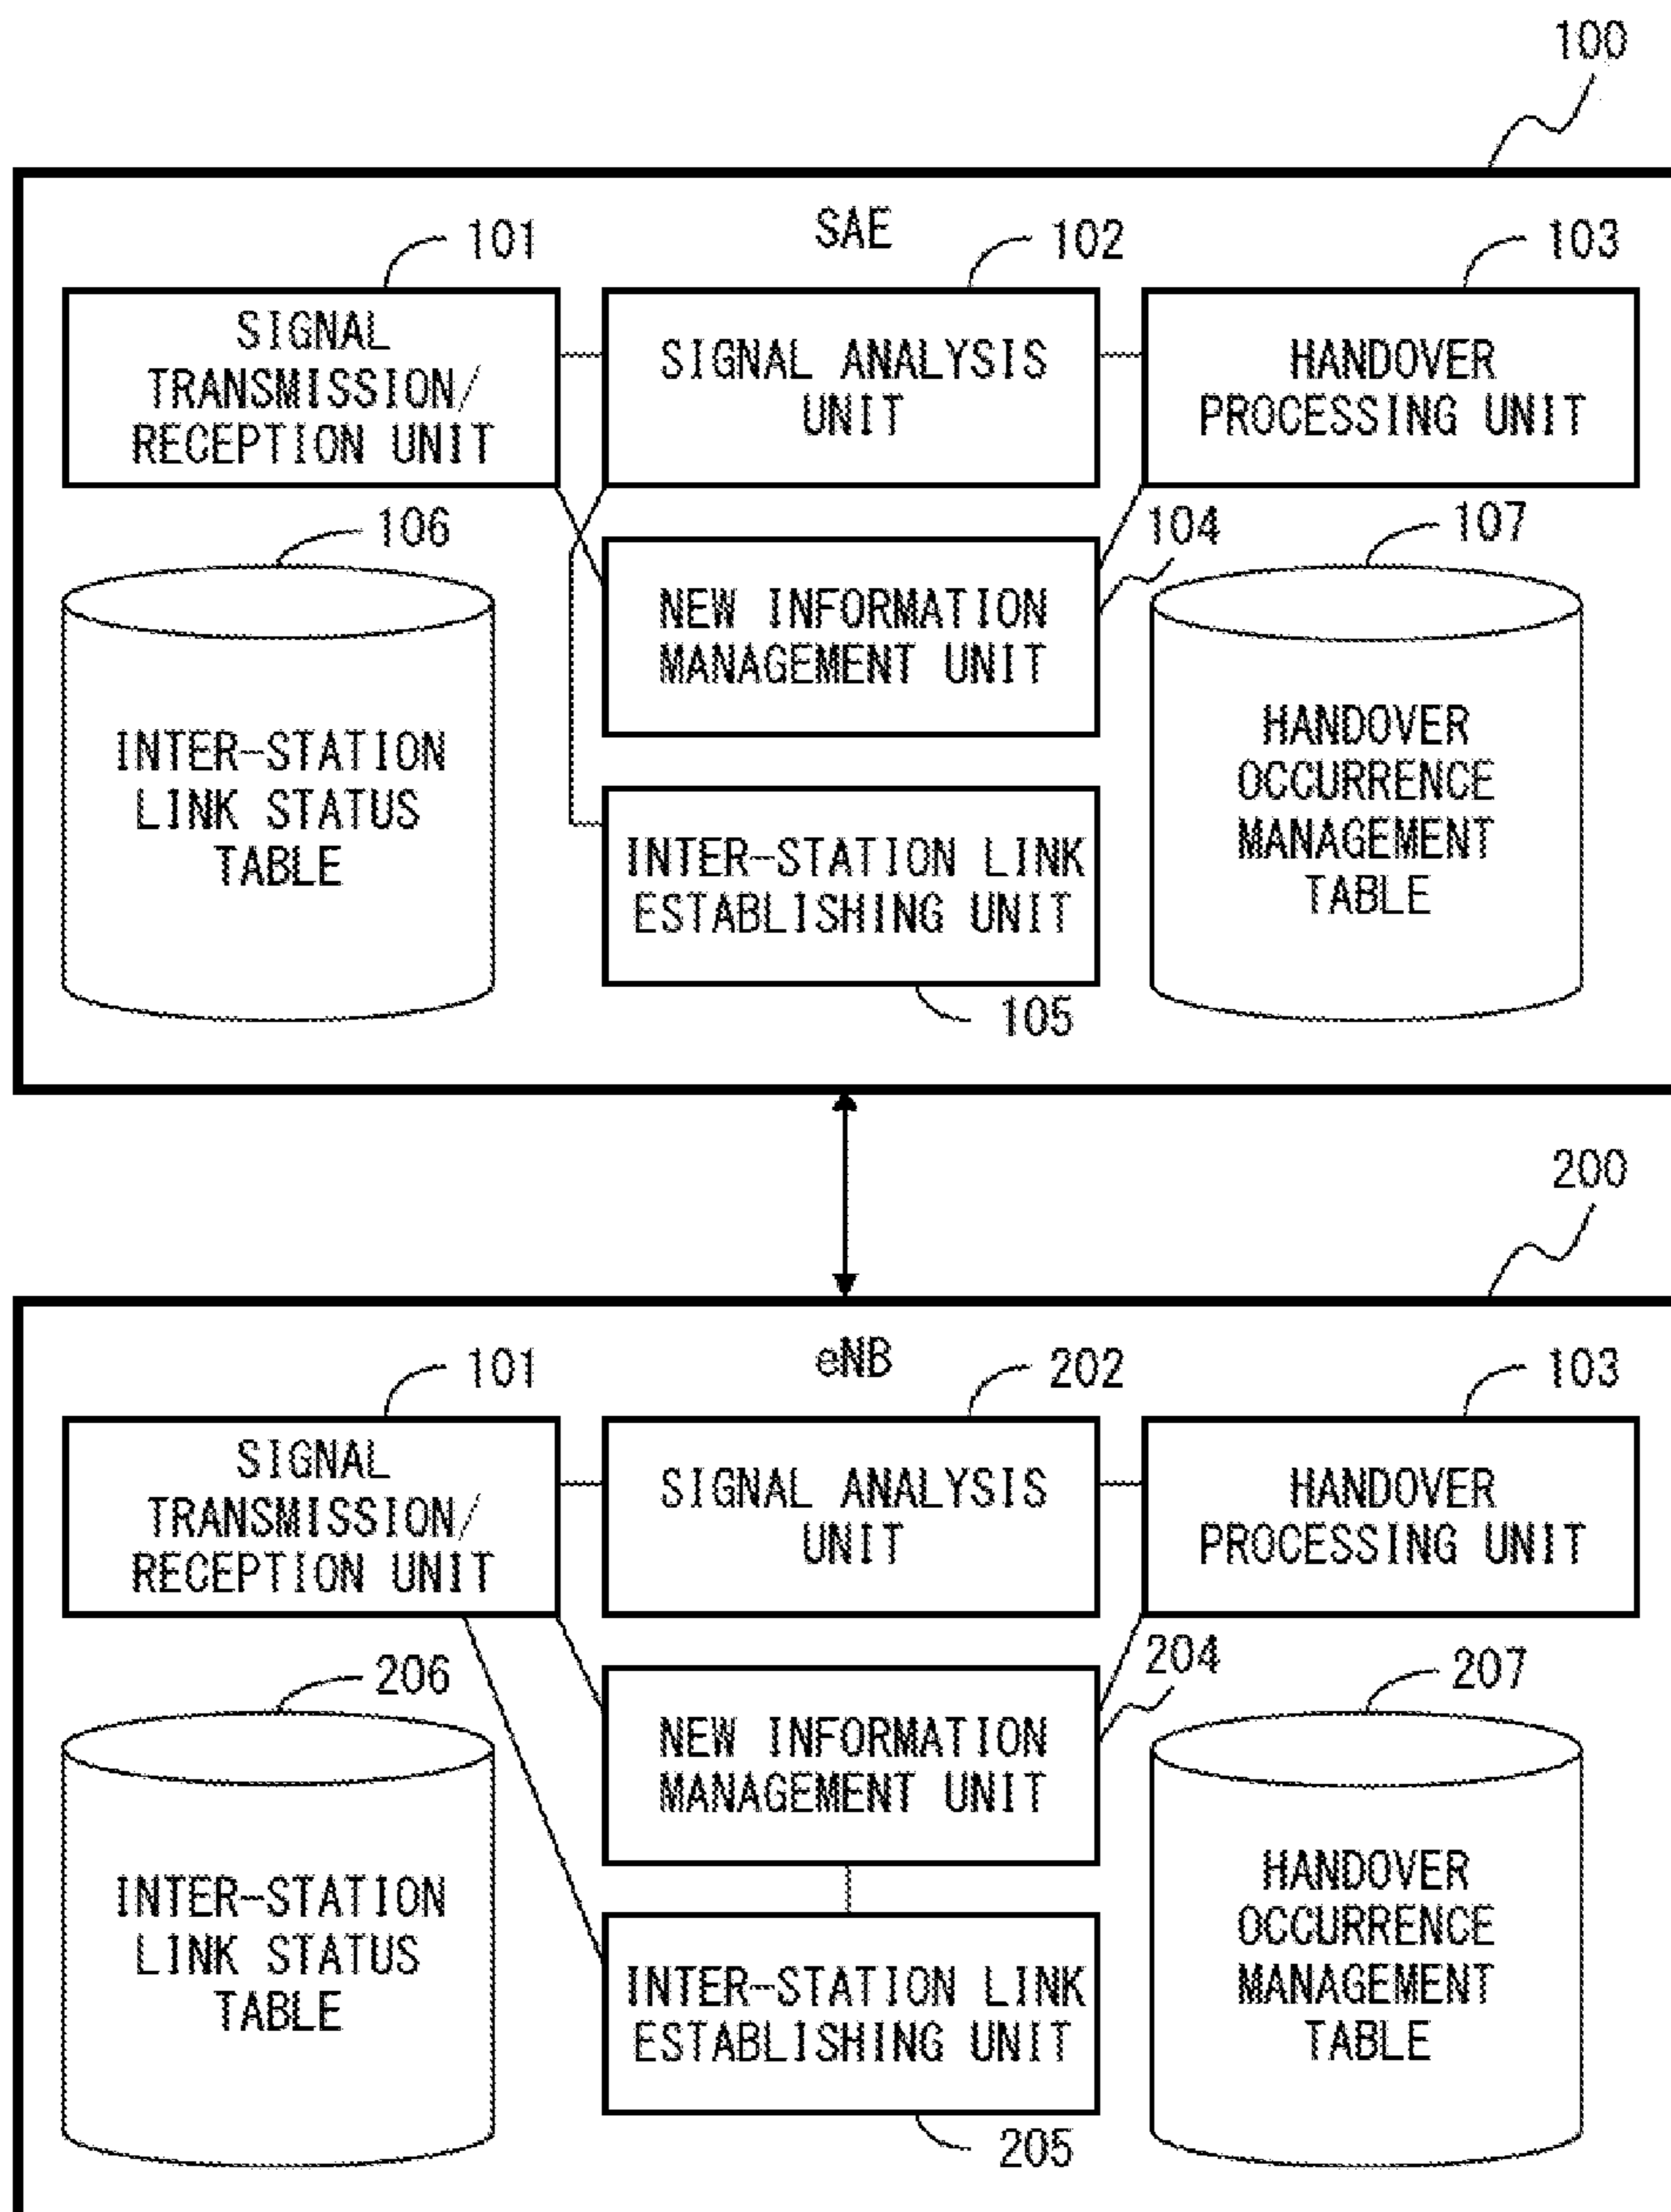 100
SAE
101
102
103
SIGNAL
TRANSMISSION/
RECEPTION UNIT
SIGNAL ANALYSIS
UNIT
HANDOVER
PROCESSING UNIT
106
104
107
INTER-STATION
LINK STATUS
TABLE
NEW INFORMATION
MANAGEMENT UNIT
HANDOVER
OCCURRENCE
MANAGEMENT
TABLE
INTER-STATION LINK
ESTABLISHING UNIT
105
200
eNB
101
202
103
SIGNAL
TRANSMISSION/
RECEPTION UNIT
SIGNAL ANALYSIS
UNIT
HANDOVER
PROCESSING UNIT
206
204
207
INTER-STATION
LINK STATUS
TABLE
NEW INFORMATION
MANAGEMENT UNIT
HANDOVER
OCCURRENCE
MANAGEMENT
TABLE
INTER-STATION LINK
ESTABLISHING UNIT
205